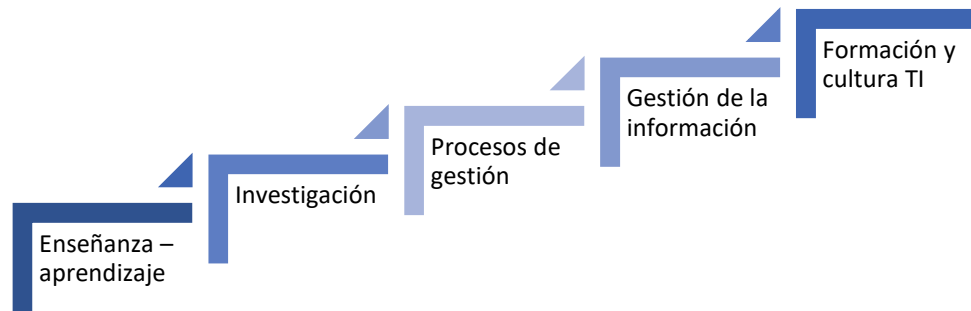 Enseñanza –
aprendizaje
Investigación
Procesos de
gestión
Gestión de la
información
Formación y
cultura TI